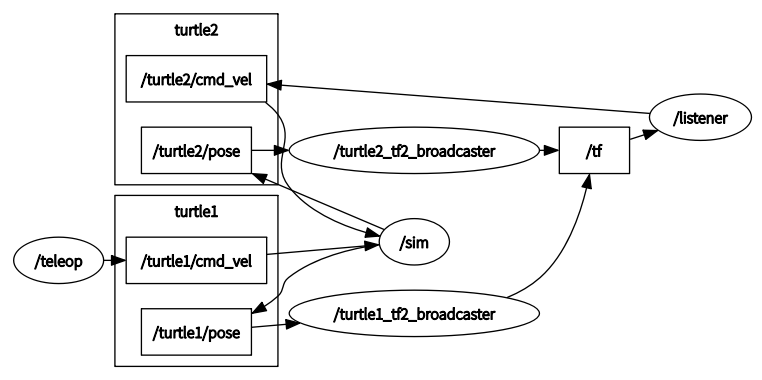 turtle2
/turtle2/cmd_vel
/listener
/turtle2/pose
/turtle2_tf2_broadcaster
/tf
turtle1
/teleop
/turtle1/cmd_vel
/sim
/turtle1/pose
/turtle1_tf2_broadcaster